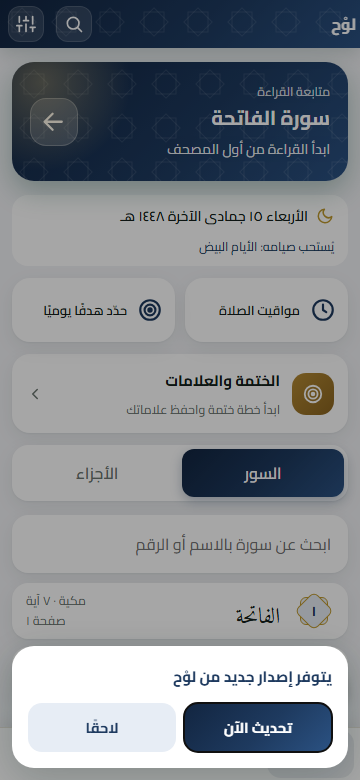 لوْح
متابعة القراءة
سورة الفاتحة
ابدأ القراءة من أول المصحف
الأربعاء ١٥ جمادى الآخرة ١٤٤٨ هـ
يُستحب صيامه: الأيام البيض
مواقيت الصلاة
حدّد هدفًا يوميًا
الختمة والعلامات
ابدأ خطة ختمة واحفظ علاماتك
السور
الأجزاء
ابحث عن سورة بالاسم أو الرقم
١
الفاتحة
مكية · ٧ آية
صفحة ١
يتوفر إصدار جديد من لوْح
تحديث الآن
لاحقًا